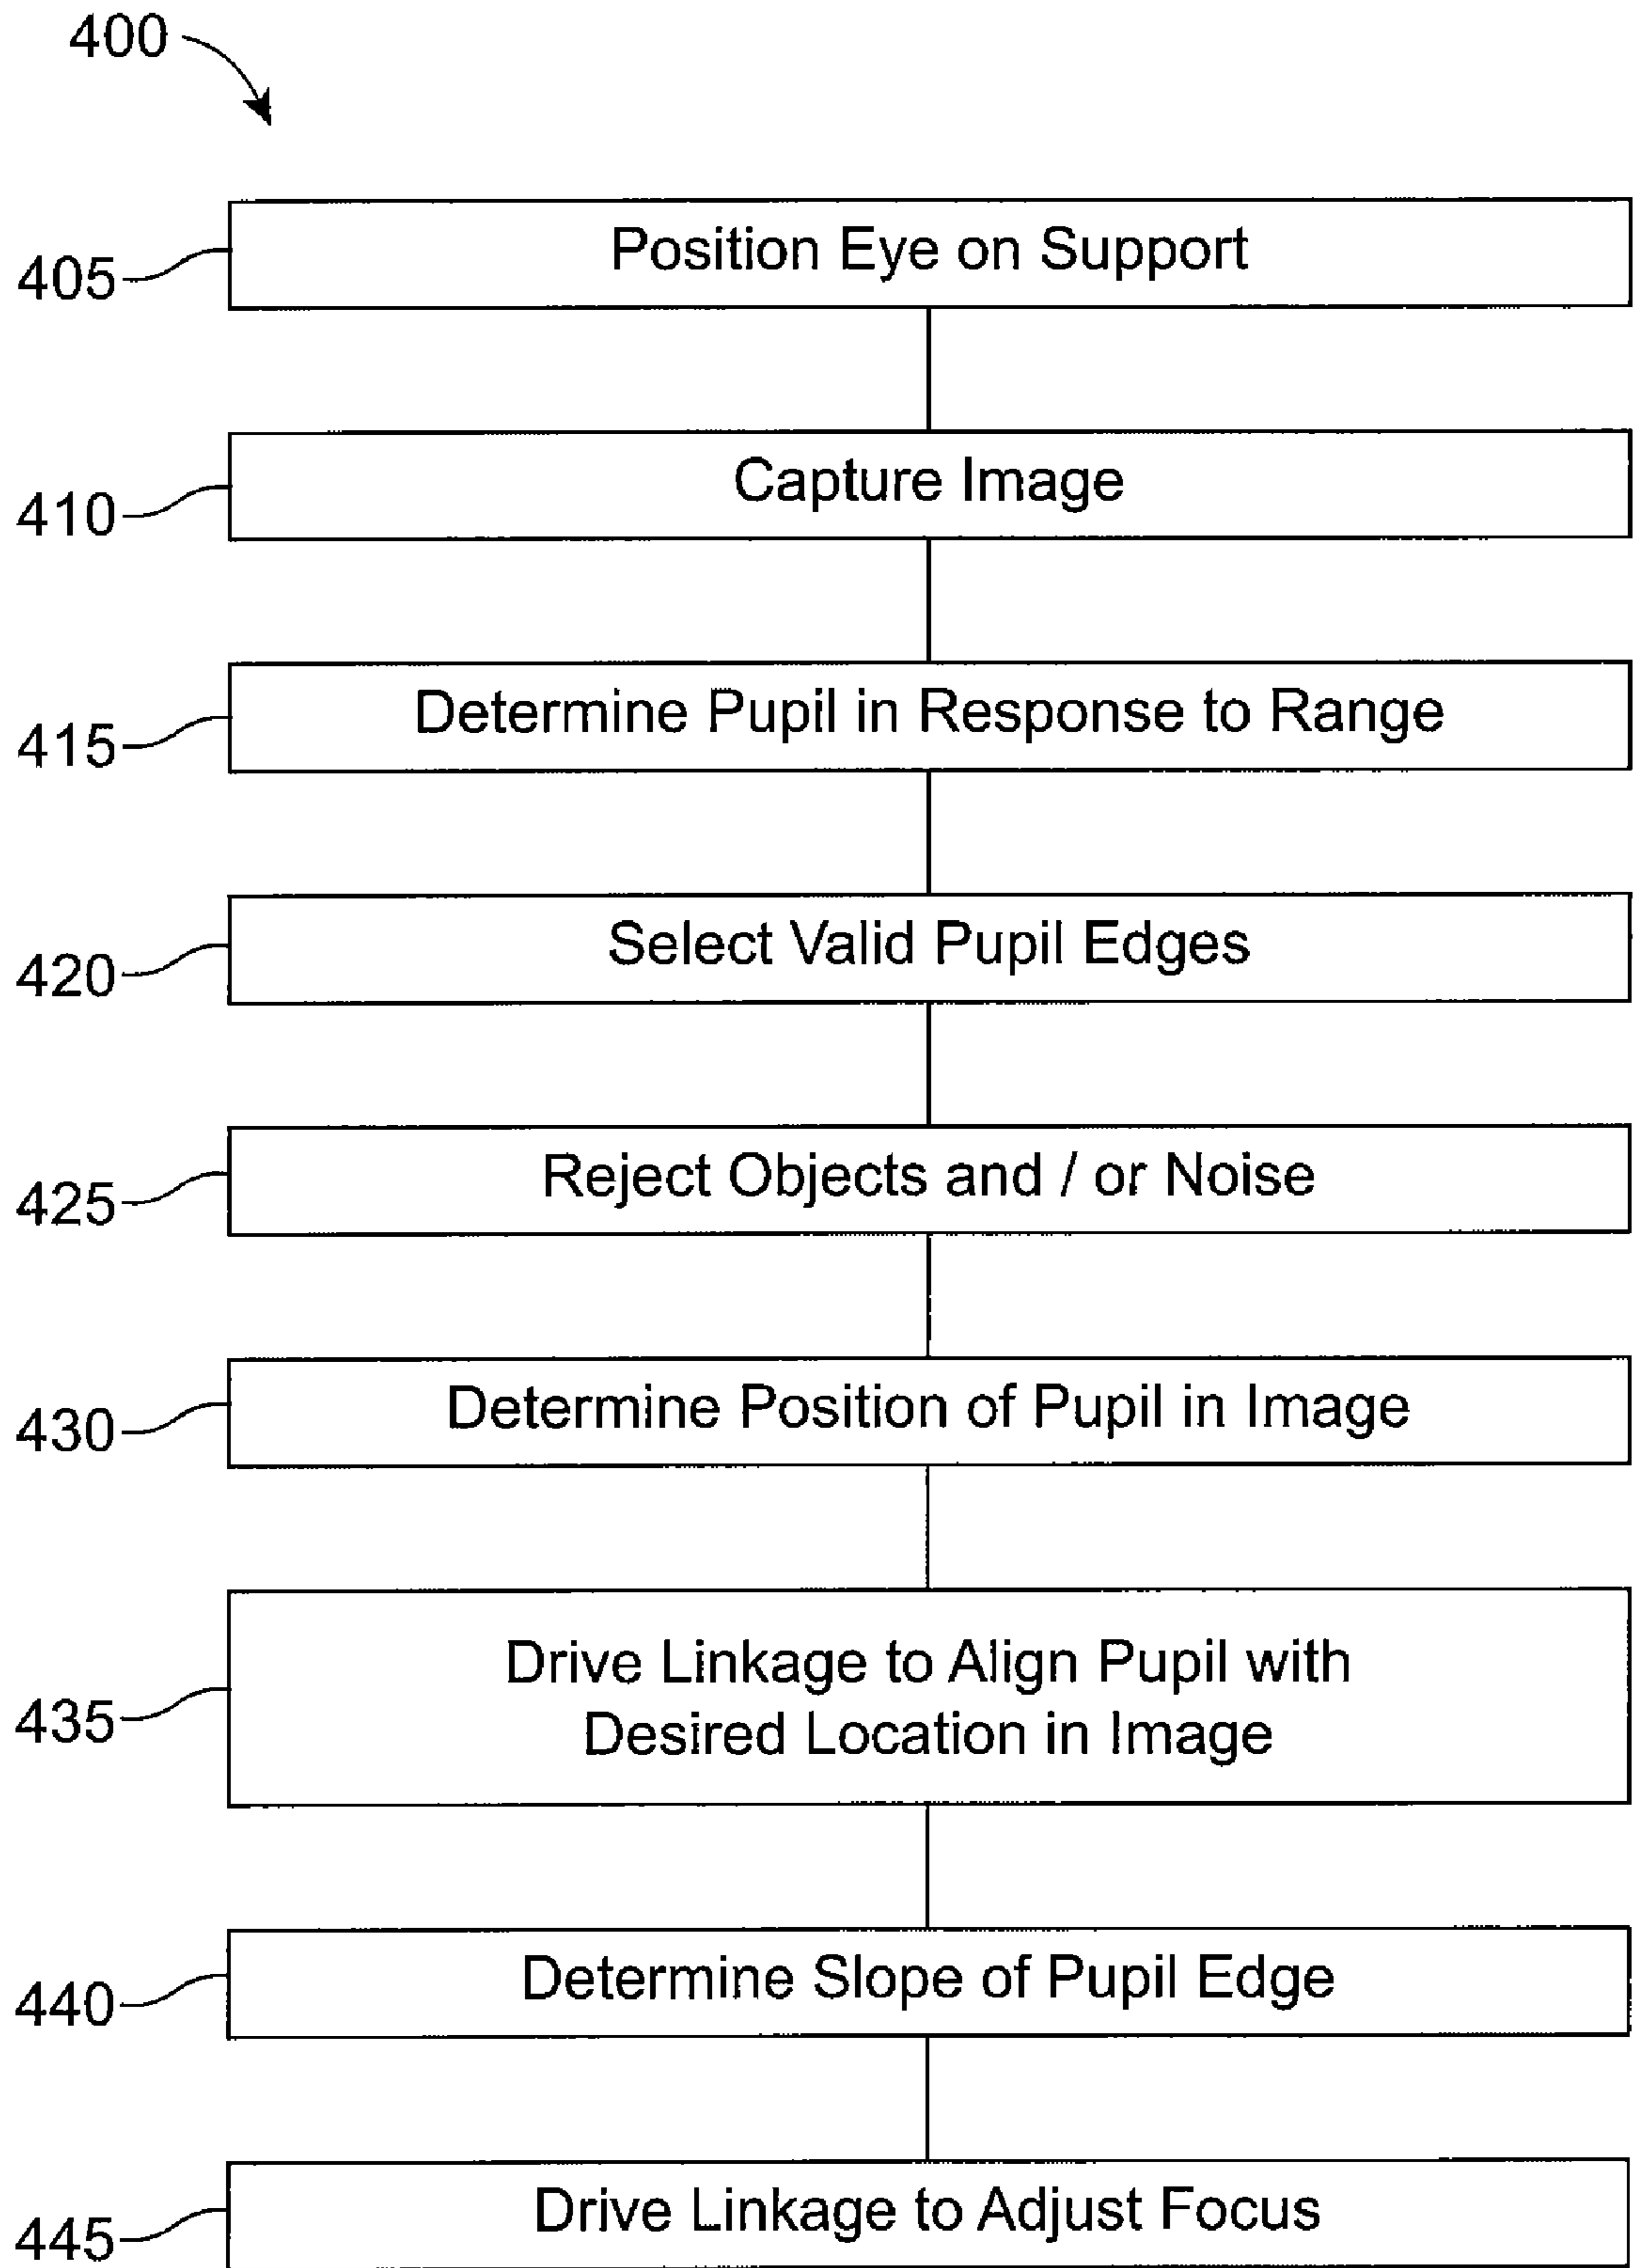 400
405
Position Eye on Support
410
Capture Image
415
Determine Pupil in Response to Range
420
Select Valid Pupil Edges
425
Reject Objects and / or Noise
430
Determine Position of Pupil in Image
435
Drive Linkage to Align Pupil with
Desired Location in Image
440
Determine Slope of Pupil Edge
445
Drive Linkage to Adjust Focus